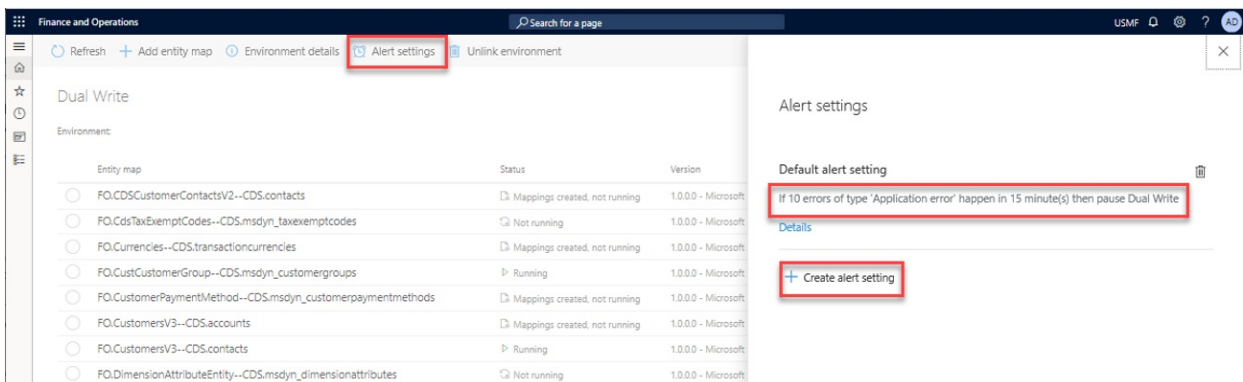 Finance and Operations
Search for a page
USMF
?
AD
Refresh + Add entity map Environment details Alert settings Unlink environment
Dual Write
Environment:
Entity map Status Version
FO.CDSCustomerContactsV2--CDS.contacts Mappings created, not running 1.0.0.0 - Microsoft
FO.CdsTaxExemptCodes--CDS.msdyn_taxexemptcodes Not running 1.0.0.0 - Microsoft
FO.Currencies--CDS.transactioncurrencies Mappings created, not running 1.0.0.0 - Microsoft
FO.CustCustomerGroup--CDS.msdyn_customergroups Running 1.0.0.0 - Microsoft
FO.CustomerPaymentMethod--CDS.msdyn_customerpaymentmethods Mappings created, not running 1.0.0.0 - Microsoft
FO.CustomersV3--CDS.accounts Mappings created, not running 1.0.0.0 - Microsoft
FO.CustomersV3--CDS.contacts Running 1.0.0.0 - Microsoft
FO.DimensionAttributeEntity--CDS.msdyn_dimensionattributes Not running 1.0.0.0 - Microsoft
Alert settings
Default alert setting
If 10 errors of type 'Application error' happen in 15 minute(s) then pause Dual Write
Details
+ Create alert setting